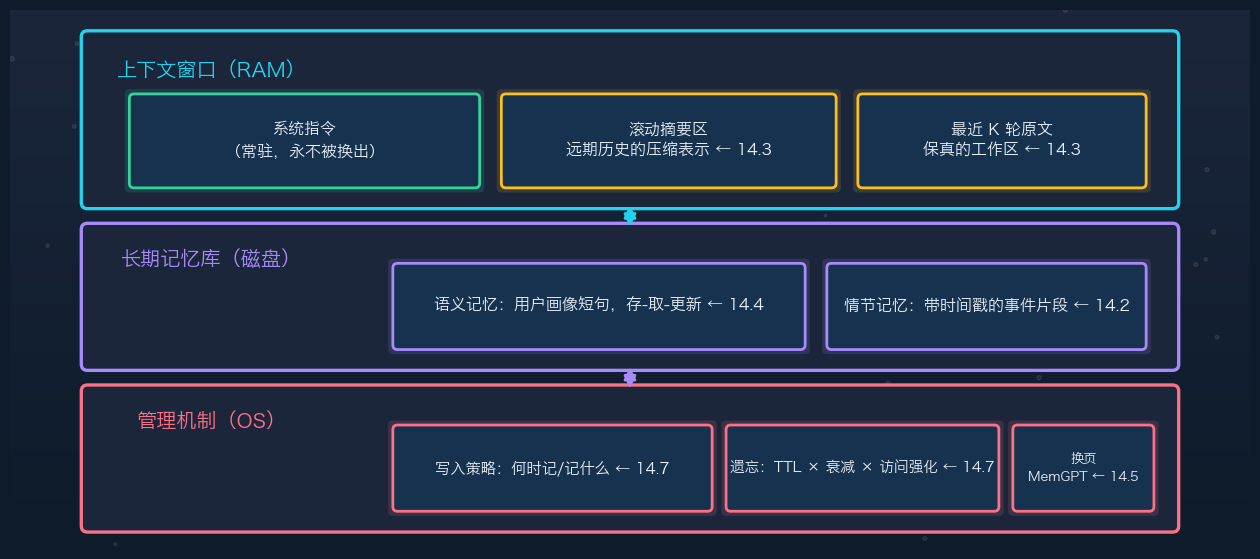 上下文窗口（RAM）
系统指令
（常驻，永不被换出）
滚动摘要区
远期历史的压缩表示 ← 14.3
最近 K 轮原文
保真的工作区 ← 14.3
长期记忆库（磁盘）
语义记忆：用户画像短句，存-取-更新 ← 14.4
情节记忆：带时间戳的事件片段 ← 14.2
管理机制（OS）
写入策略：何时记/记什么 ← 14.7
遗忘：TTL × 衰减 × 访问强化 ← 14.7
换页
MemGPT ← 14.5